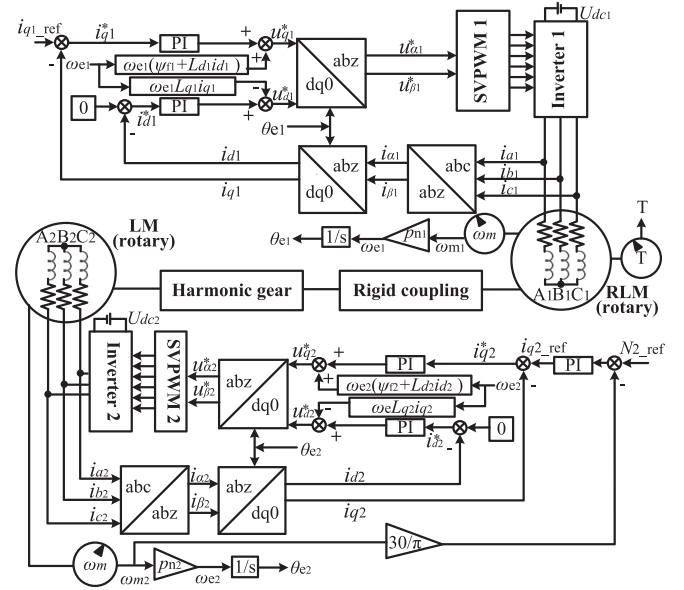 iq1_ref
i*q1
PI
+
+
u*q1
-
ωe1
ωe1(ψf1+Ld1id1)
+
ωe1Lq1iq1
-
0
i*d1
PI
+
u*d1
-
abz
dq0
θe1
u*α1
u*β1
SVPWM 1
Inverter 1
Udc1
id1
iq1
abz
dq0
iα1
iβ1
abc
abz
ia1
ib1
ic1
θe1
1/s
ωe1
pn1
ωm1
ωm
T
T
A1B1C1
RLM
(rotary)
LM
(rotary)
A2B2C2
Harmonic gear
Rigid coupling
Udc2
Inverter 2
SVPWM 2
u*α2
u*β2
abz
dq0
u*q2
+
+
PI
i*q2
iq2_ref
PI
N2_ref
-
-
ωe2(ψf2+Ld2id2)
ωe2
ωeLq2iq2
-
u*d2
+
PI
i*d2
-
0
θe2
ia2
ib2
ic2
abc
abz
iα2
iβ2
abz
dq0
id2
iq2
ωm
ωm2
pn2
ωe2
1/s
θe2
30/π